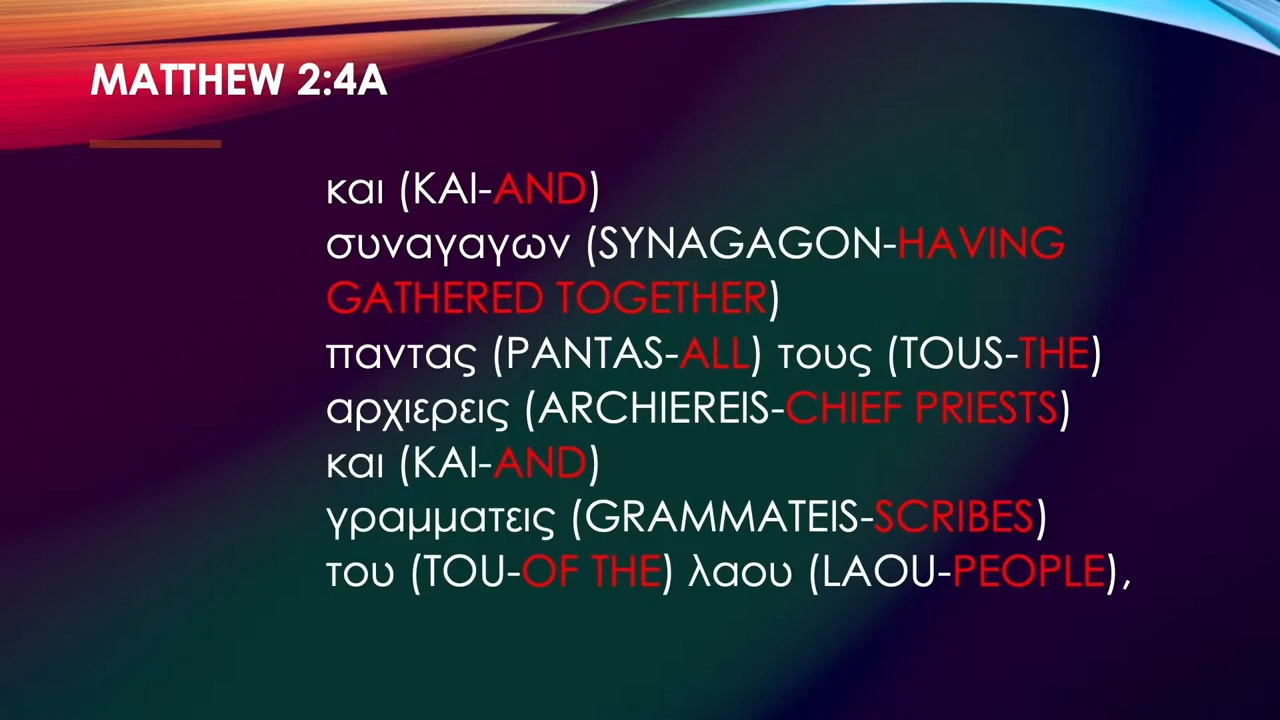 MATTHEW 2:4A
και (KAI-AND)
συναγαγων (SYNAGAGON-HAVING
GATHERED TOGETHER)
παντας (PANTAS-ALL) τους (TOUS-THE)
αρχιερεις (ARCHIEREIS-CHIEF PRIESTS)
και (KAI-AND)
γραμματεις (GRAMMATEIS-SCRIBES)
του (TOU-OF THE) λαου (LAOU-PEOPLE),